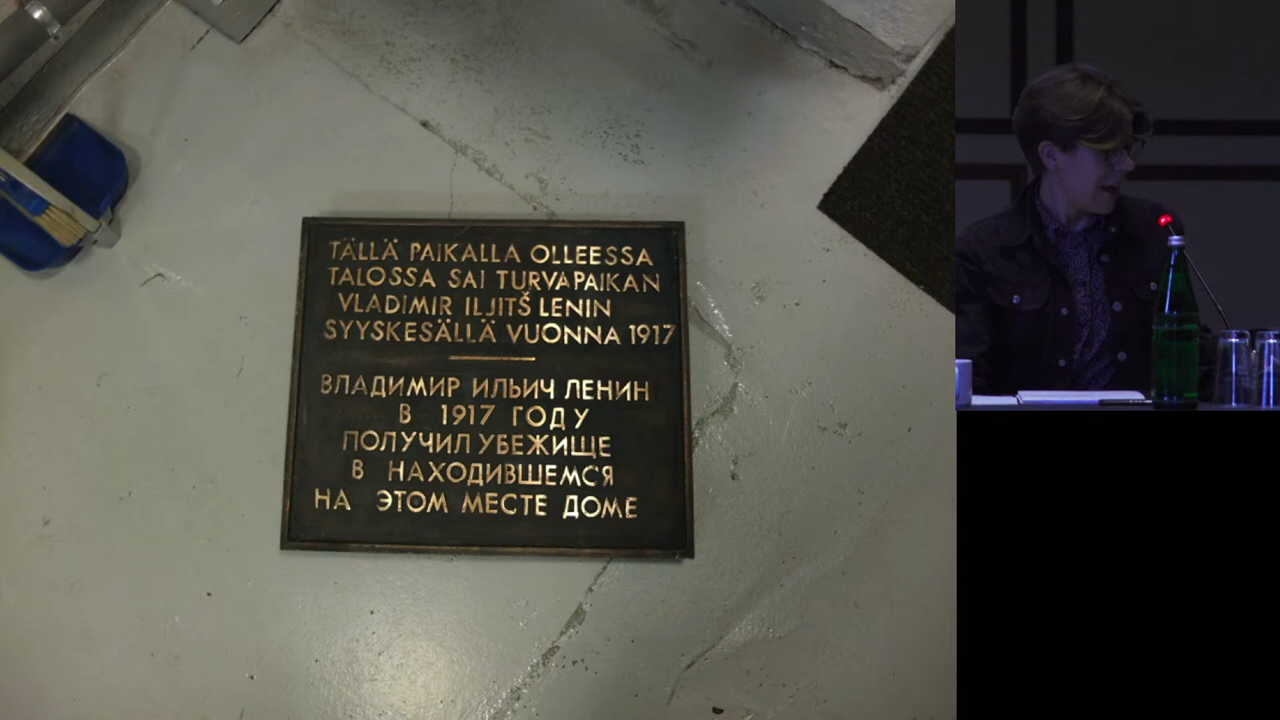 TÄLLÄ PAIKALLA OLLEESSA
TALOSSA SAI TURVAPAIKAN
VLADIMIR ILJITŠ LENIN
SYYSKESÄLLÄ VUONNA 1917
ВЛАДИМИР ИЛЬИЧ ЛЕНИН
В 1917 ГОДУ
ПОЛУЧИЛ УБЕЖИЩЕ
В НАХОДИВШЕМСЯ
НА ЭТОМ МЕСТЕ ДОМЕ